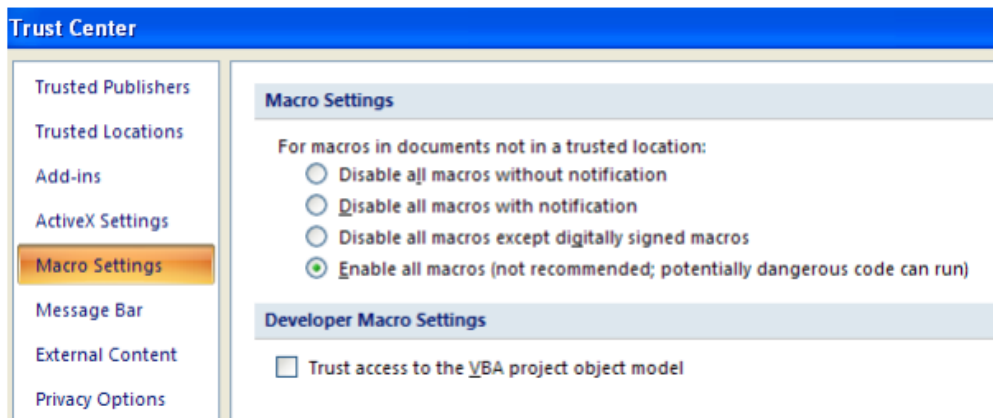 Trust Center
Trusted Publishers
Trusted Locations
Add-ins
ActiveX Settings
Macro Settings
Message Bar
External Content
Privacy Options
Macro Settings
For macros in documents not in a trusted location:
Disable all macros without notification
Disable all macros with notification
Disable all macros except digitally signed macros
Enable all macros (not recommended; potentially dangerous code can run)
Developer Macro Settings
Trust access to the VBA project object model